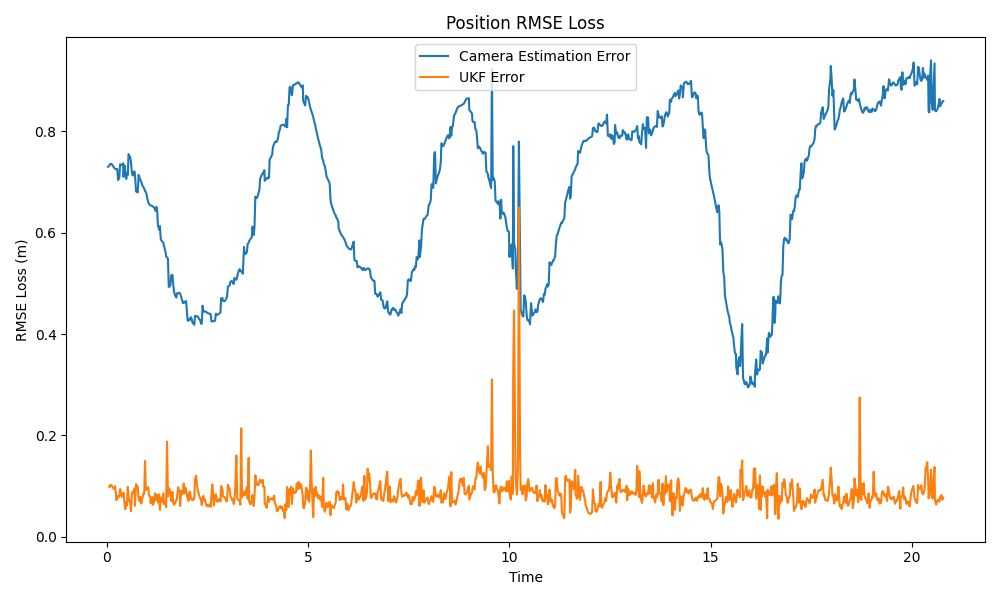 Position RMSE Loss
Camera Estimation Error
UKF Error
RMSE Loss (m)
0.8
0.6
0.4
0.2
0.0
0 5 10 15 20
Time